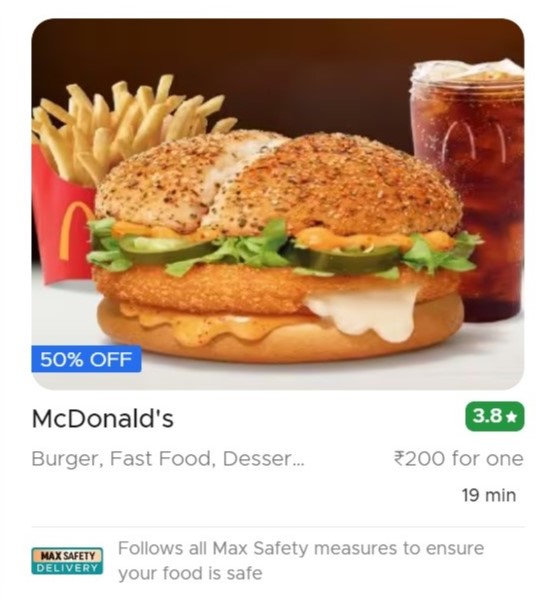 50% OFF
McDonald's
3.8★
Burger, Fast Food, Desser...
₹200 for one
19 min
MAX SAFETY
DELIVERY
Follows all Max Safety measures to ensure
your food is safe